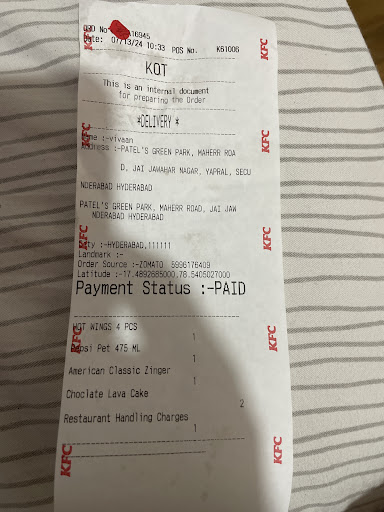 KFC KFC
Date: 07/13/24 10:33 POS No. K61006
KOT
This is an internal document
for preparing the Order
*DELIVERY *
KFC KFC
:-vivaan
Address :-PATEL'S GREEN PARK, MAHERR ROA
D, JAI JAWAHAR NAGAR, YAPRAL, SECU
NDERABAD HYDERABAD
PATEL'S GREEN PARK, MAHERR ROAD, JAI JAW
NDERABAD HYDERABAD
KFC KFC
:-HYDERABAD,111111
Landmark :-
Order Source :-ZOMATO 5996176409
Latitude :-17.4892685000,78.5405027000
Payment Status :-PAID
KFC KFC
HOT WINGS 4 PCS
1
Pepsi Pet 475 ML
1
American Classic Zinger
1
Choclate Lava Cake
2
Restaurant Handling Charges
1
KFC KFC